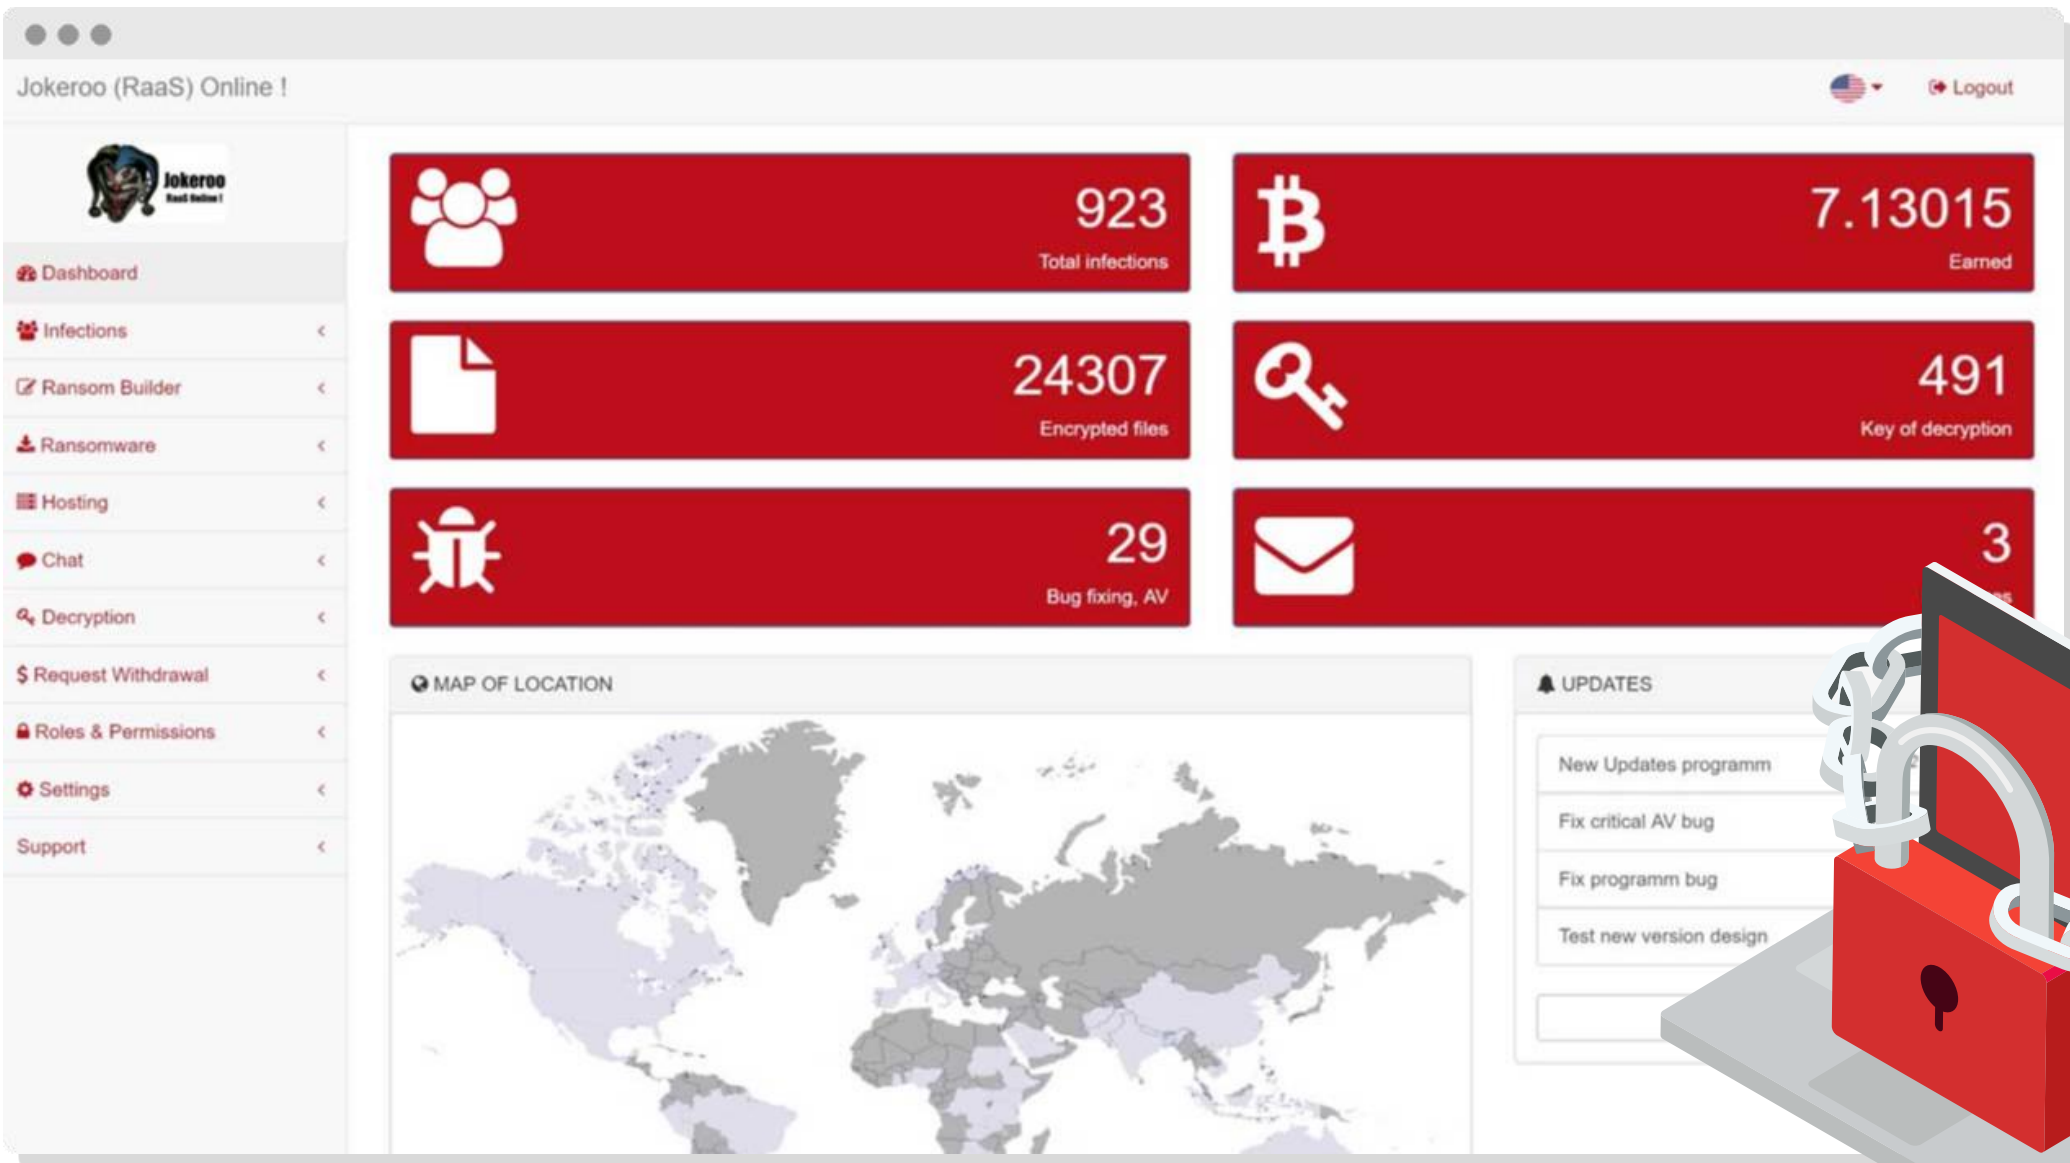 Jokeroo (RaaS) Online !
Logout
Jokeroo
RaaS Online !
Dashboard
Infections
Ransom Builder
Ransomware
Hosting
Chat
Decryption
$ Request Withdrawal
Roles & Permissions
Settings
Support
923
Total infections
7.13015
Earned
24307
Encrypted files
491
Key of decryption
29
Bug fixing, AV
3
MAP OF LOCATION
UPDATES
New Updates programm
Fix critical AV bug
Fix programm bug
Test new version design